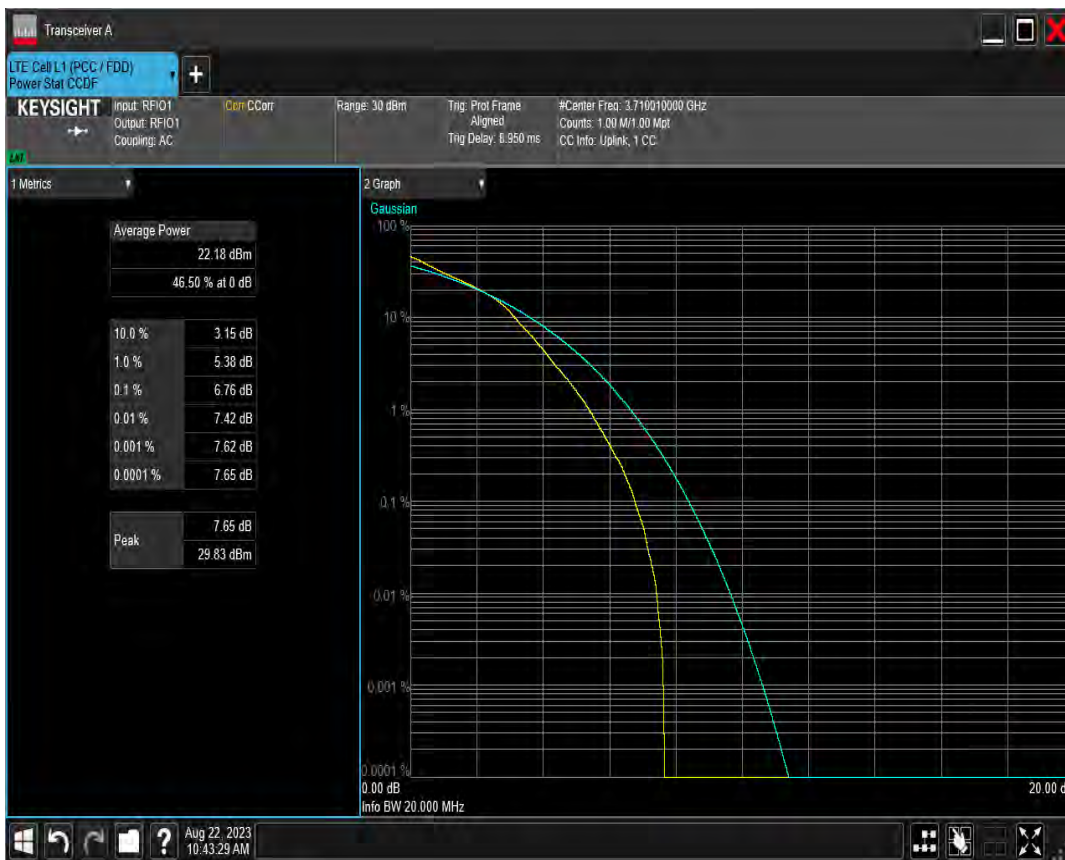 Transceiver A
LTE Cell L1 (PCC / FDD)
Power Stat CCDF
+
KEYSIGHT
Input: RFIO1
Output: RFIO1
Coupling: AC
Corr CCorr
Range: 30 dBm
Trig: Prot Frame
Aligned
Trig Delay: 8.950 ms
#Center Freq: 3.710010000 GHz
Counts: 1.00 M/1.00 Mpt
CC Info: Uplink, 1 CC
1 Metrics
Average Power
22.18 dBm
46.50 % at 0 dB
10.0 % 3.15 dB
1.0 % 5.38 dB
0.1 % 6.76 dB
0.01 % 7.42 dB
0.001 % 7.62 dB
0.0001 % 7.65 dB
Peak
7.65 dB
29.83 dBm
2 Graph
Gaussian
100 %
10 %
1 %
0.1 %
0.01 %
0.001 %
0.0001 %
0.00 dB
20.00 d
Info BW 20.000 MHz
?
Aug 22, 2023
10:43:29 AM